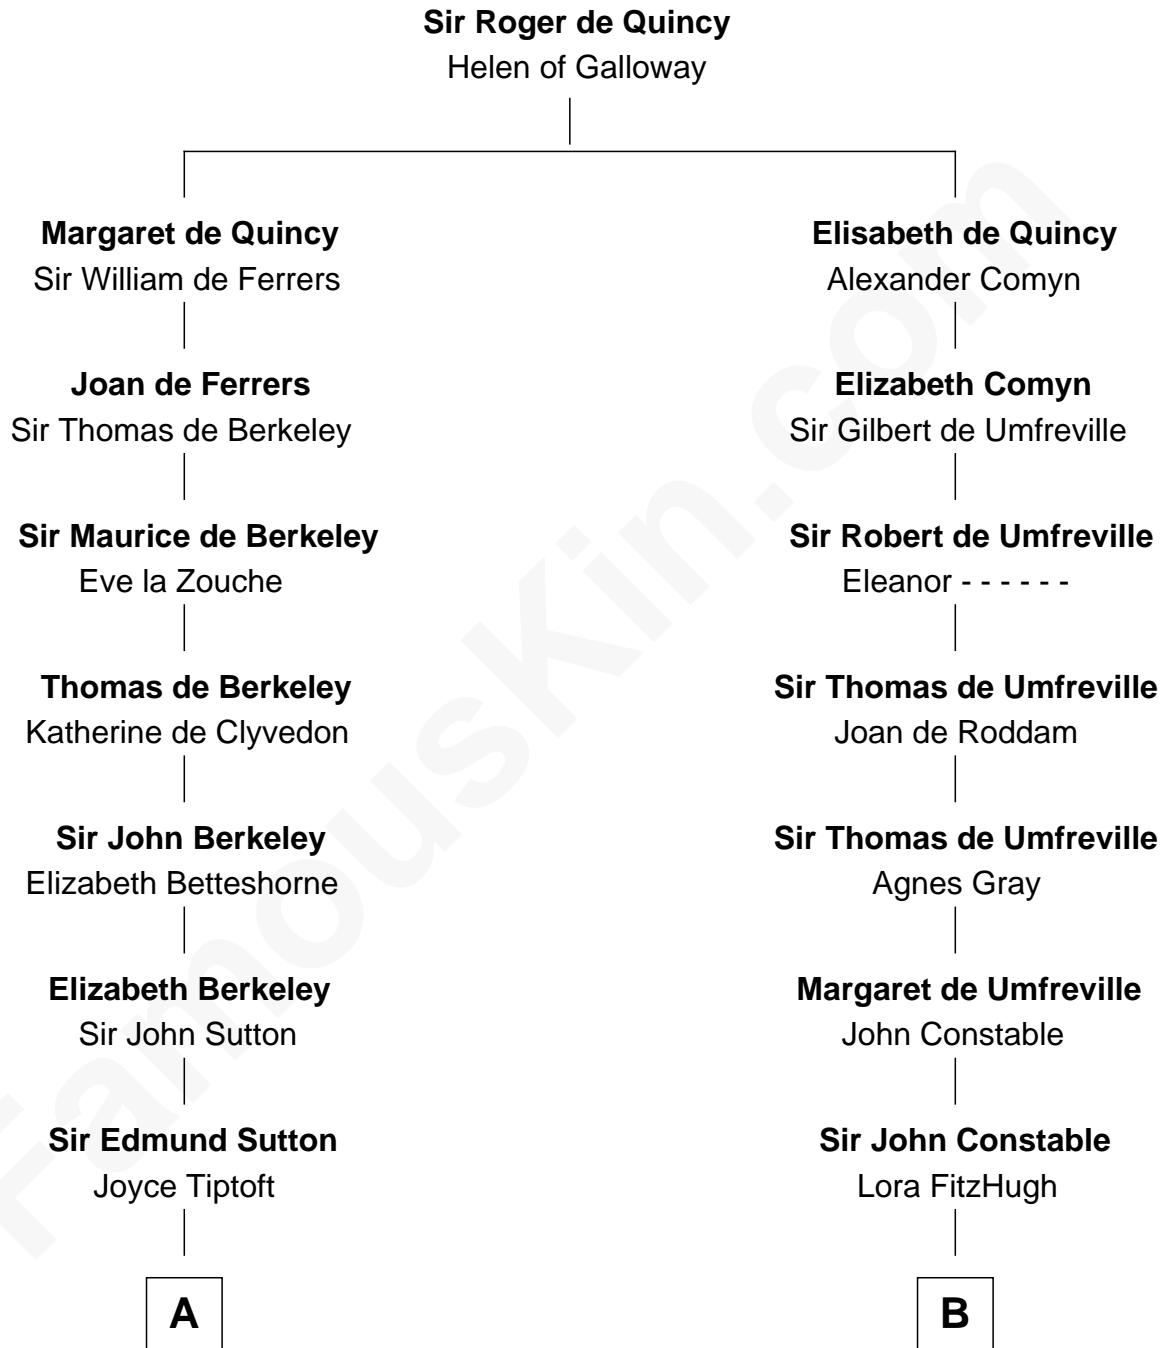 Sir Roger de Quincy
Helen of Galloway
Margaret de Quincy
Sir William de Ferrers
Joan de Ferrers
Sir Thomas de Berkeley
Sir Maurice de Berkeley
Eve la Zouche
Thomas de Berkeley
Katherine de Clyvedon
Sir John Berkeley
Elizabeth Betteshorne
Elizabeth Berkeley
Sir John Sutton
Sir Edmund Sutton
Joyce Tiptoft
A
Elisabeth de Quincy
Alexander Comyn
Elizabeth Comyn
Sir Gilbert de Umfreville
Sir Robert de Umfreville
Eleanor - - - - - -
Sir Thomas de Umfreville
Joan de Roddam
Sir Thomas de Umfreville
Agnes Gray
Margaret de Umfreville
John Constable
Sir John Constable
Lora FitzHugh
B
FamousKin.com